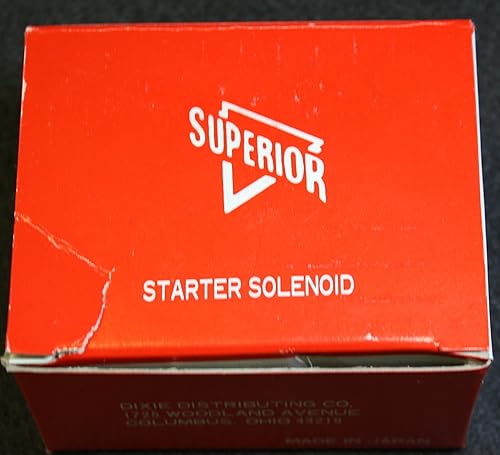 SUPERIOR
STARTER SOLENOID
DIXIE DISTRIBUTING CO.
1725 WOODLAND AVENUE
COLUMBUS, OHIO 43219
MADE IN JAPAN